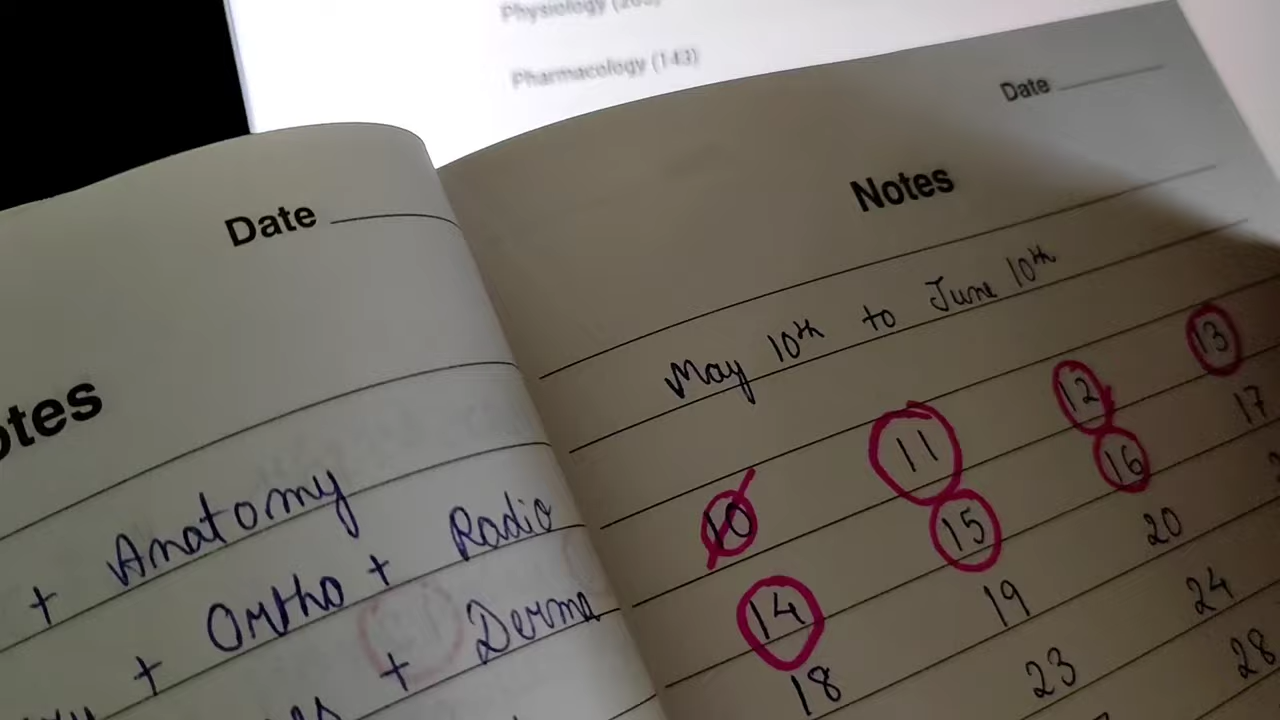 Physiology
Pharmacology (143)
Date
otes
+ Anatomy
+ Ortho + Radio
+ Derma
Date
Notes
May 10th to June 10th
10 11 12 13
14 15 16 17
18 19 20
23 24
28